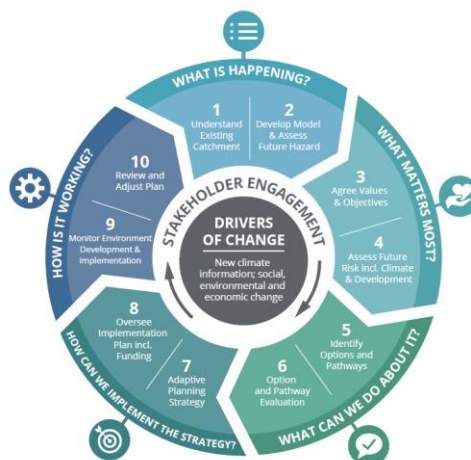 WHAT IS HAPPENING?
1
Understand
Existing
Catchment
2
Develop Model
& Assess
Future Hazard
WHAT MATTERS MOST?
3
Agree Values
& Objectives
4
Assess Future
Risk incl. Climate
& Development
WHAT CAN WE DO ABOUT IT?
5
Identify
Options and
Pathways
6
Option
and Pathway
Evaluation
HOW CAN WE IMPLEMENT THE STRATEGY?
7
Adaptive
Planning
Strategy
8
Oversee
Implementation
Plan incl.
Funding
HOW IS IT WORKING?
9
Monitor Environment
Development &
Implementation
10
Review and
Adjust Plan
STAKEHOLDER ENGAGEMENT
DRIVERS
OF CHANGE
New climate
information; social,
environmental and
economic change